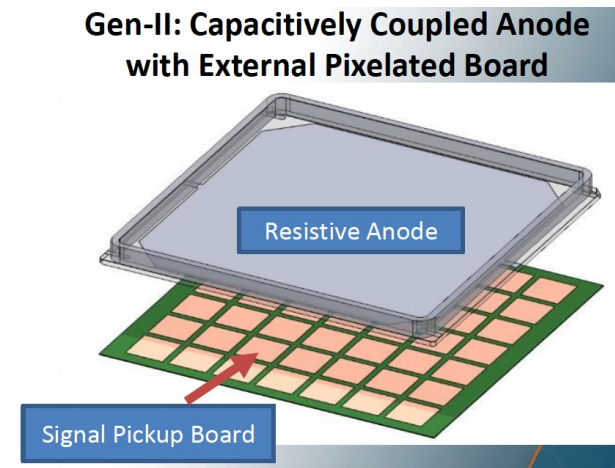 Gen-II: Capacitively Coupled Anode
with External Pixelated Board
Resistive Anode
Signal Pickup Board